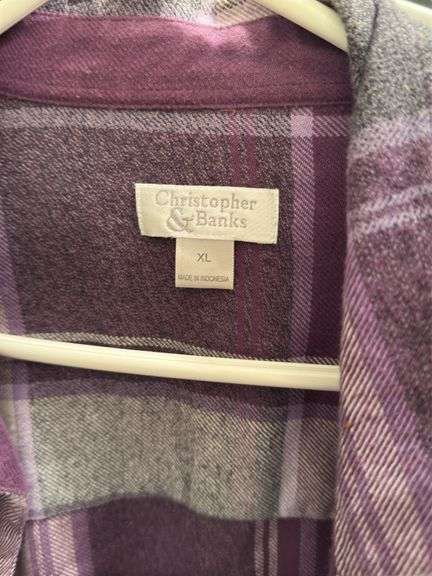 Christopher
& Banks
XL
MADE IN INDONESIA